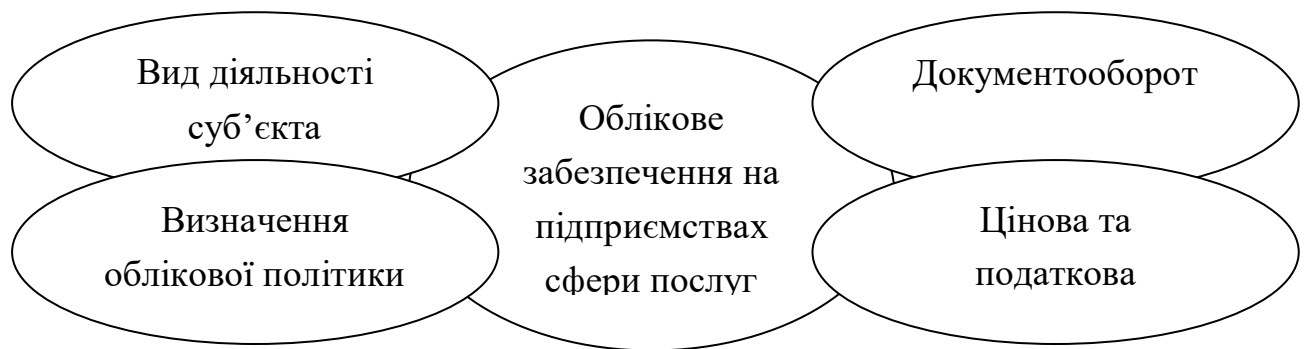 Вид діяльності
суб’єкта
Визначення
облікової політики
Облікове
забезпечення на
підприємствах
сфери послуг
Документооборот
Цінова та
податкова